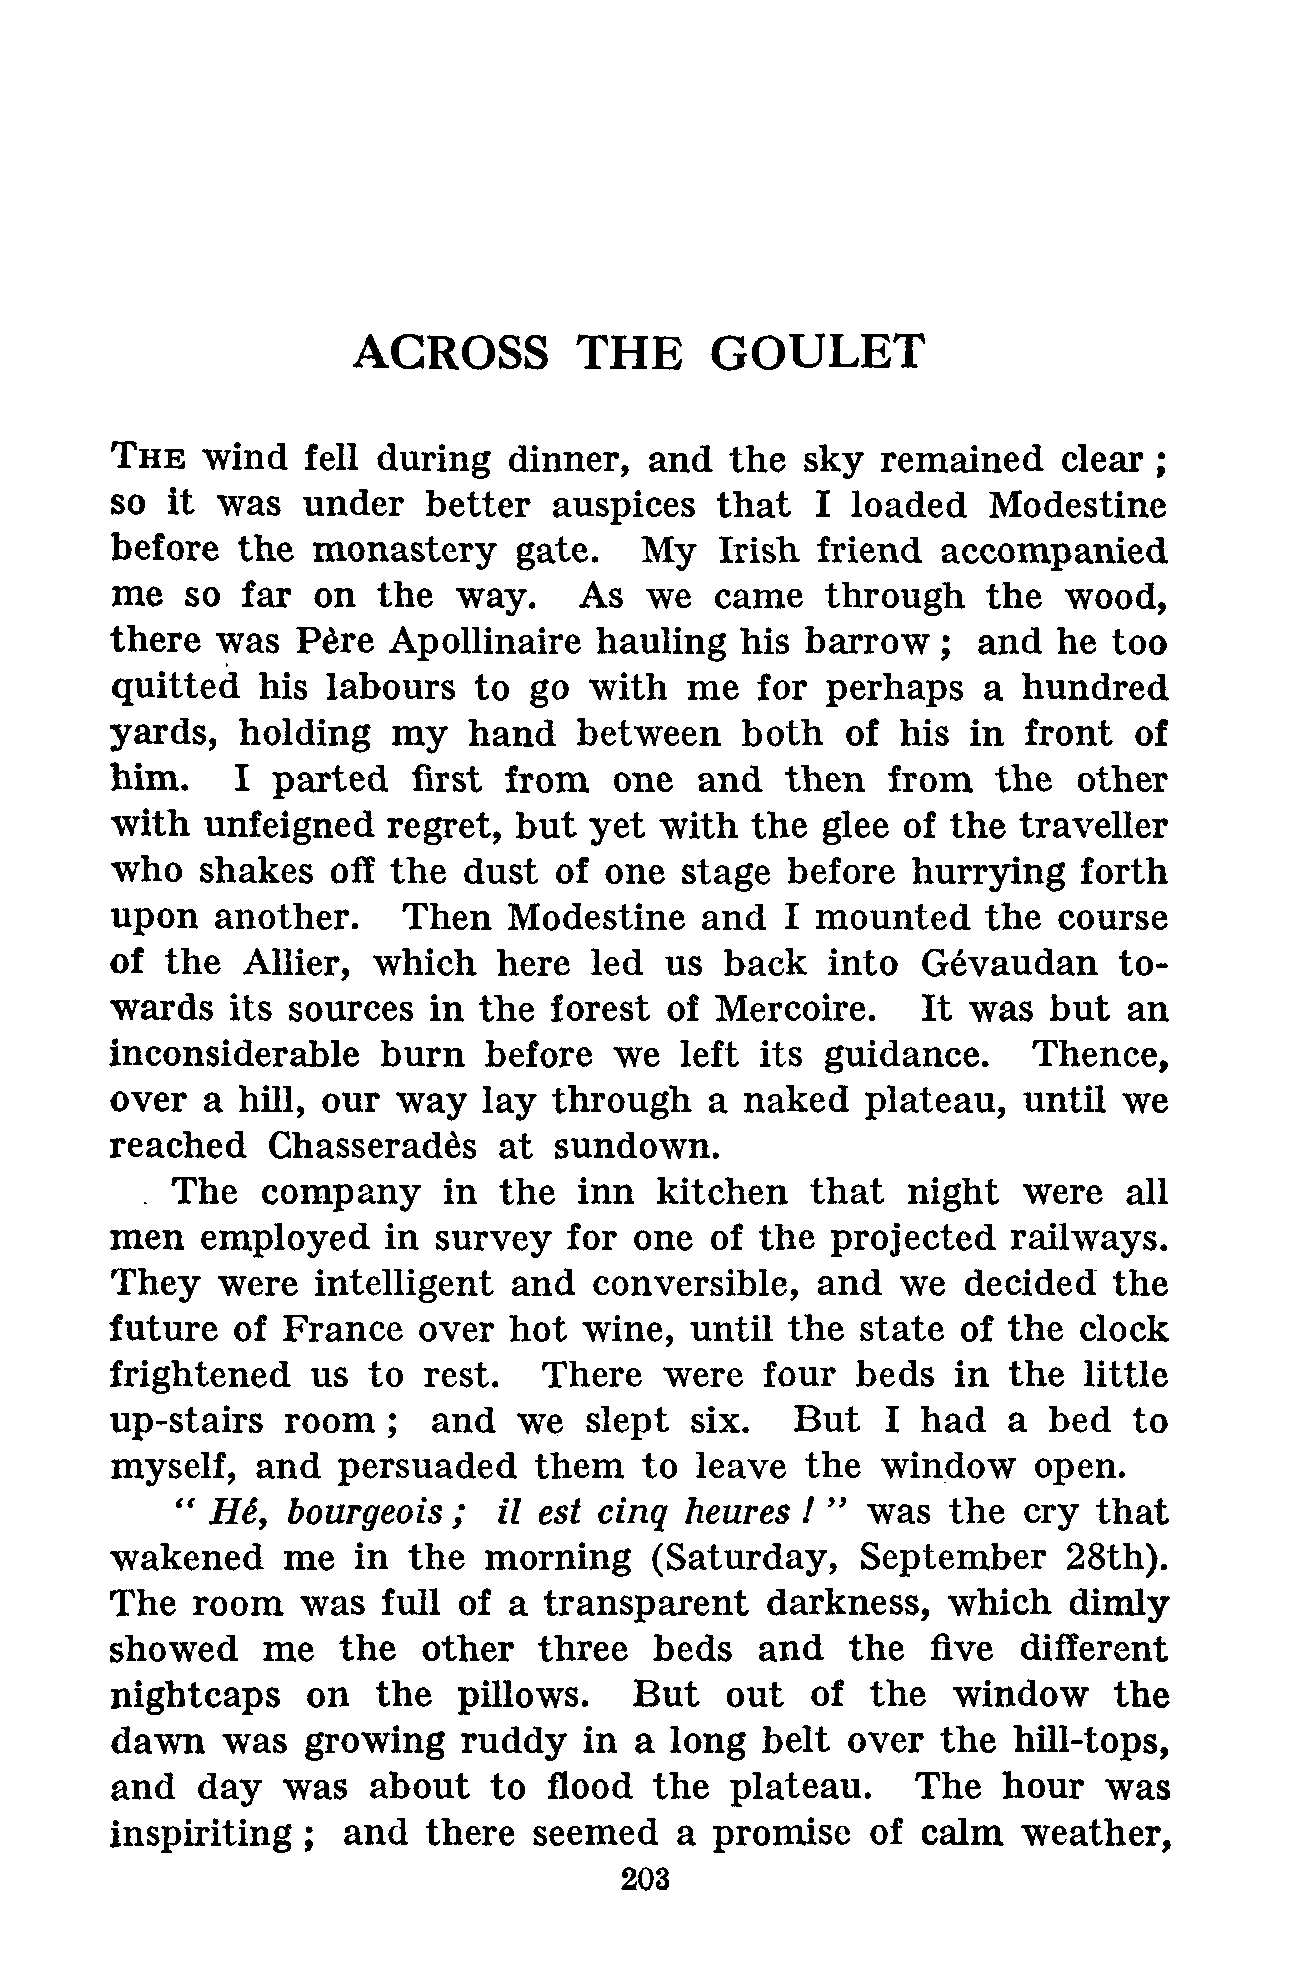 ACROSS THE GOULET
THE wind fell during dinner, and the sky remained clear ;
so it was under better auspices that I loaded Modestine
before the monastery gate. My Irish friend accompanied
me so far on the way. As we came through the wood,
there was Père Apollinaire hauling his barrow ; and he too
quitted his labours to go with me for perhaps a hundred
yards, holding my hand between both of his in front of
him. I parted first from one and then from the other
with unfeigned regret, but yet with the glee of the traveller
who shakes off the dust of one stage before hurrying forth
upon another. Then Modestine and I mounted the course
of the Allier, which here led us back into Gévaudan to-
wards its sources in the forest of Mercoire. It was but an
inconsiderable burn before we left its guidance. Thence,
over a hill, our way lay through a naked plateau, until we
reached Chasseradès at sundown.
The company in the inn kitchen that night were all
men employed in survey for one of the projected railways.
They were intelligent and conversible, and we decided the
future of France over hot wine, until the state of the clock
frightened us to rest. There were four beds in the little
up-stairs room ; and we slept six. But I had a bed to
myself, and persuaded them to leave the window open.
“ Hé, bourgeois ; il est cinq heures ! ” was the cry that
wakened me in the morning (Saturday, September 28th).
The room was full of a transparent darkness, which dimly
showed me the other three beds and the five different
nightcaps on the pillows. But out of the window the
dawn was growing ruddy in a long belt over the hill-tops,
and day was about to flood the plateau. The hour was
inspiriting ; and there seemed a promise of calm weather,
203